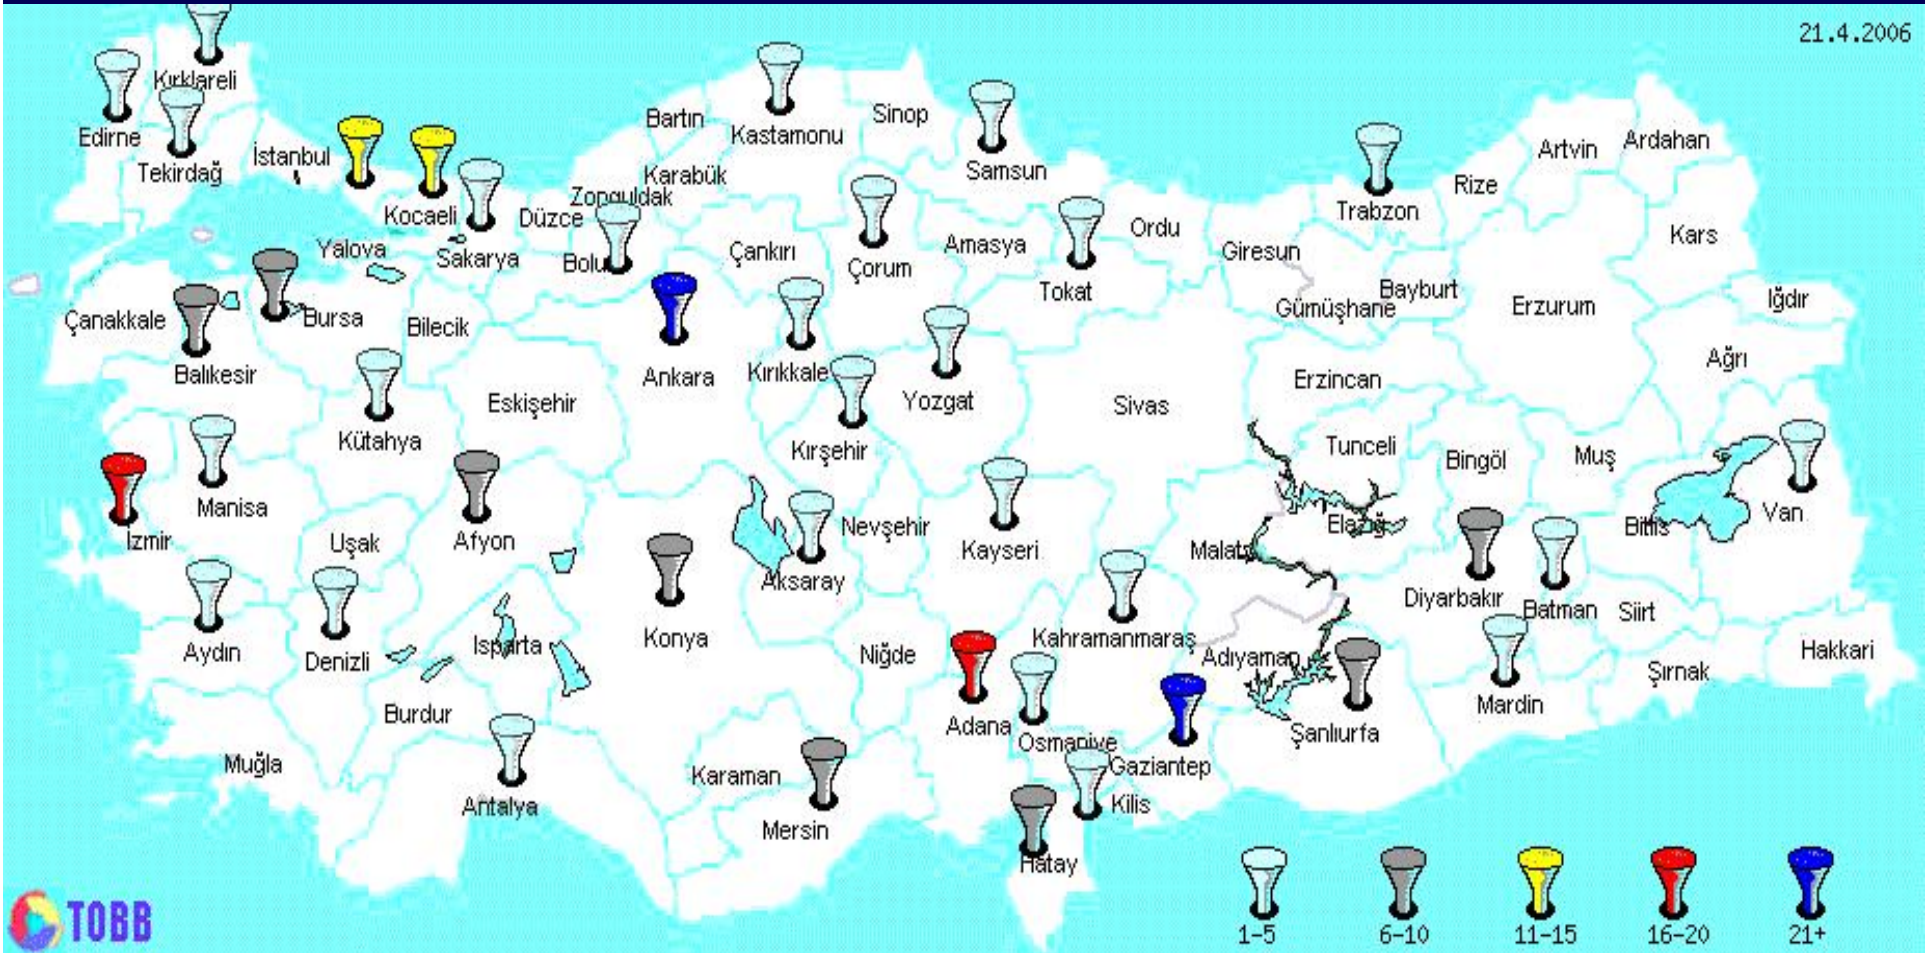 21.4.2006
Kırklareli
Edirne
Tekirdağ
İstanbul
Kocaeli
Sakarya
Yalova
Düzce
Zonguldak
Bartın
Karabük
Kastamonu
Sinop
Samsun
Trabzon
Rize
Artvin
Ardahan
Kars
Iğdır
Ağrı
Erzurum
Bayburt
Gümüşhane
Giresun
Ordu
Tokat
Amasya
Çorum
Çankırı
Bolu
Çanakkale
Bursa
Bilecik
Balıkesir
Kütahya
Eskişehir
Ankara
Kırıkkale
Yozgat
Sivas
Erzincan
Tunceli
Bingöl
Muş
Bitlis
Van
Elazığ
Malat
Kayseri
Nevşehir
Kırşehir
Aksaray
Konya
Afyon
Uşak
Manisa
İzmir
Aydın
Denizli
Isparta
Burdur
Muğla
Antalya
Karaman
Mersin
Niğde
Adana
Osmaniye
Kahramanmaraş
Adıyaman
Gaziantep
Kilis
Hatay
Şanlıurfa
Diyarbakır
Batman
Siirt
Mardin
Şırnak
Hakkari
1-5
6-10
11-15
16-20
21+
TOBB